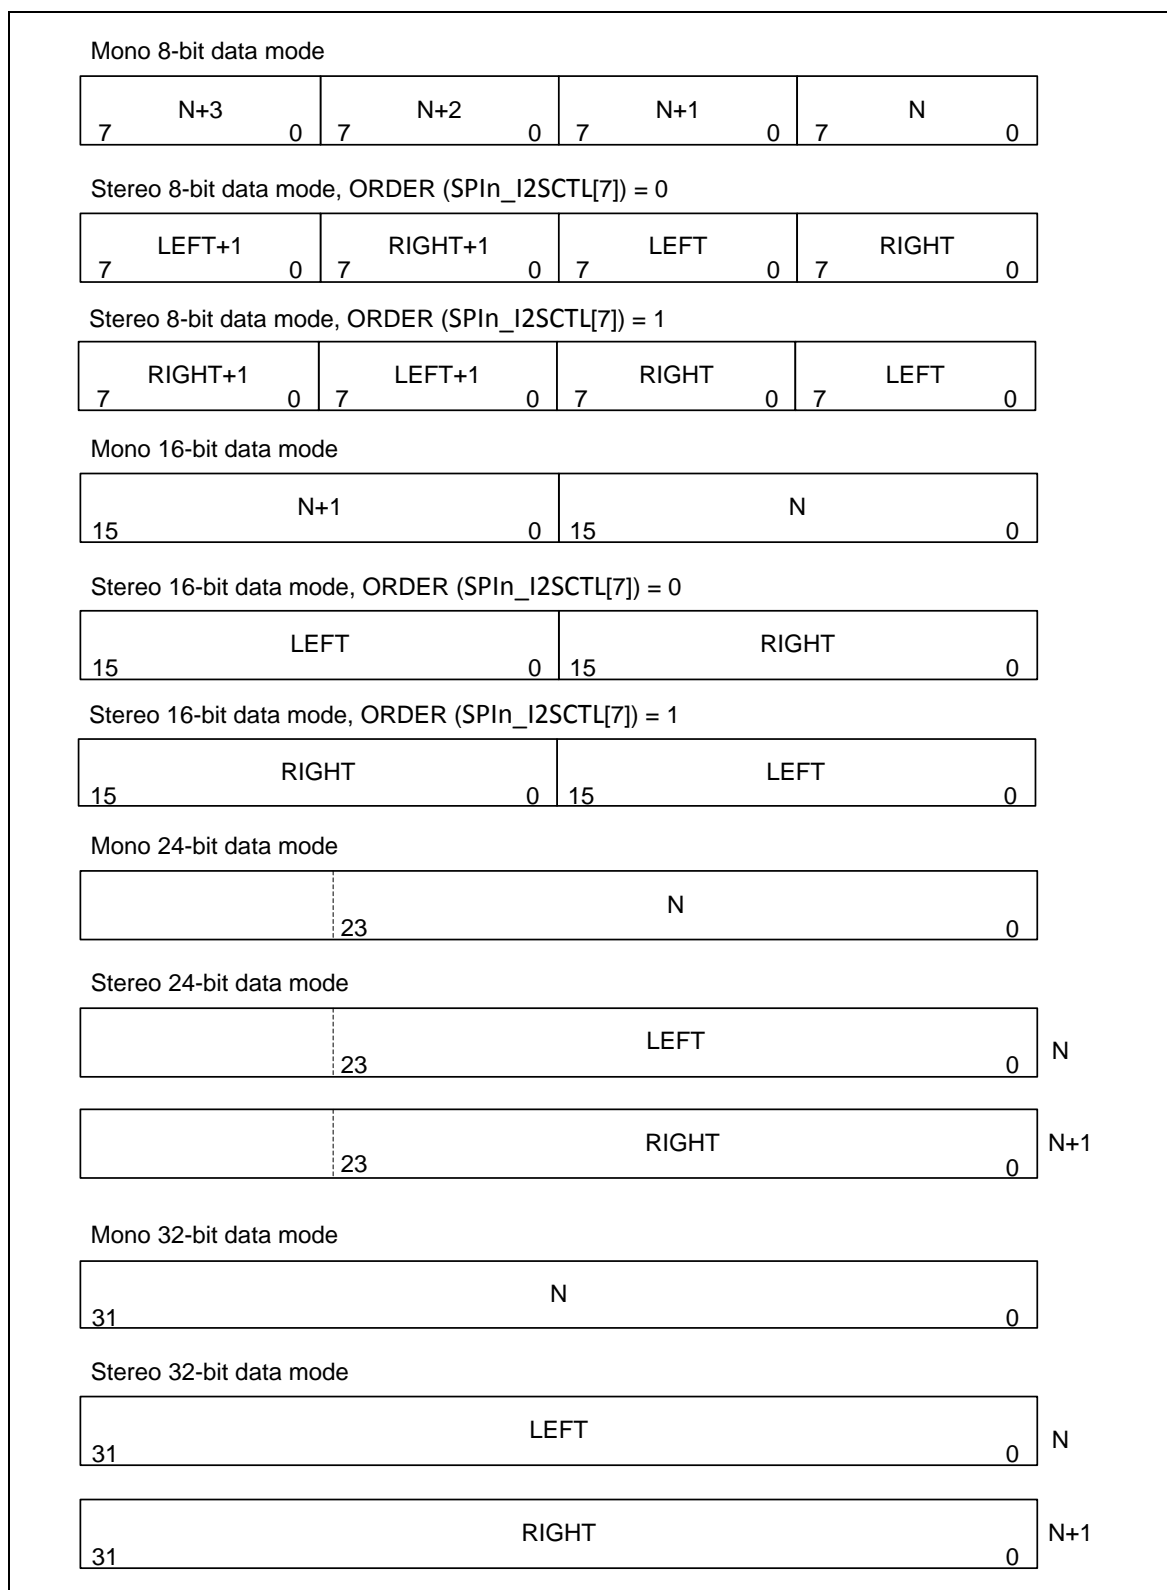 Mono 8-bit data mode
N+3 N+2 N+1 N
7 0 7 0 7 0 7 0
Stereo 8-bit data mode, ORDER (SPIn_I2SCTL[7]) = 0
LEFT+1 RIGHT+1 LEFT RIGHT
7 0 7 0 7 0 7 0
Stereo 8-bit data mode, ORDER (SPIn_I2SCTL[7]) = 1
RIGHT+1 LEFT+1 RIGHT LEFT
7 0 7 0 7 0 7 0
Mono 16-bit data mode
N+1 N
15 0 15 0
Stereo 16-bit data mode, ORDER (SPIn_I2SCTL[7]) = 0
LEFT RIGHT
15 0 15 0
Stereo 16-bit data mode, ORDER (SPIn_I2SCTL[7]) = 1
RIGHT LEFT
15 0 15 0
Mono 24-bit data mode
N
23 0
Stereo 24-bit data mode
LEFT N
23 0
RIGHT N+1
23 0
Mono 32-bit data mode
N
31 0
Stereo 32-bit data mode
LEFT N
31 0
RIGHT N+1
31 0